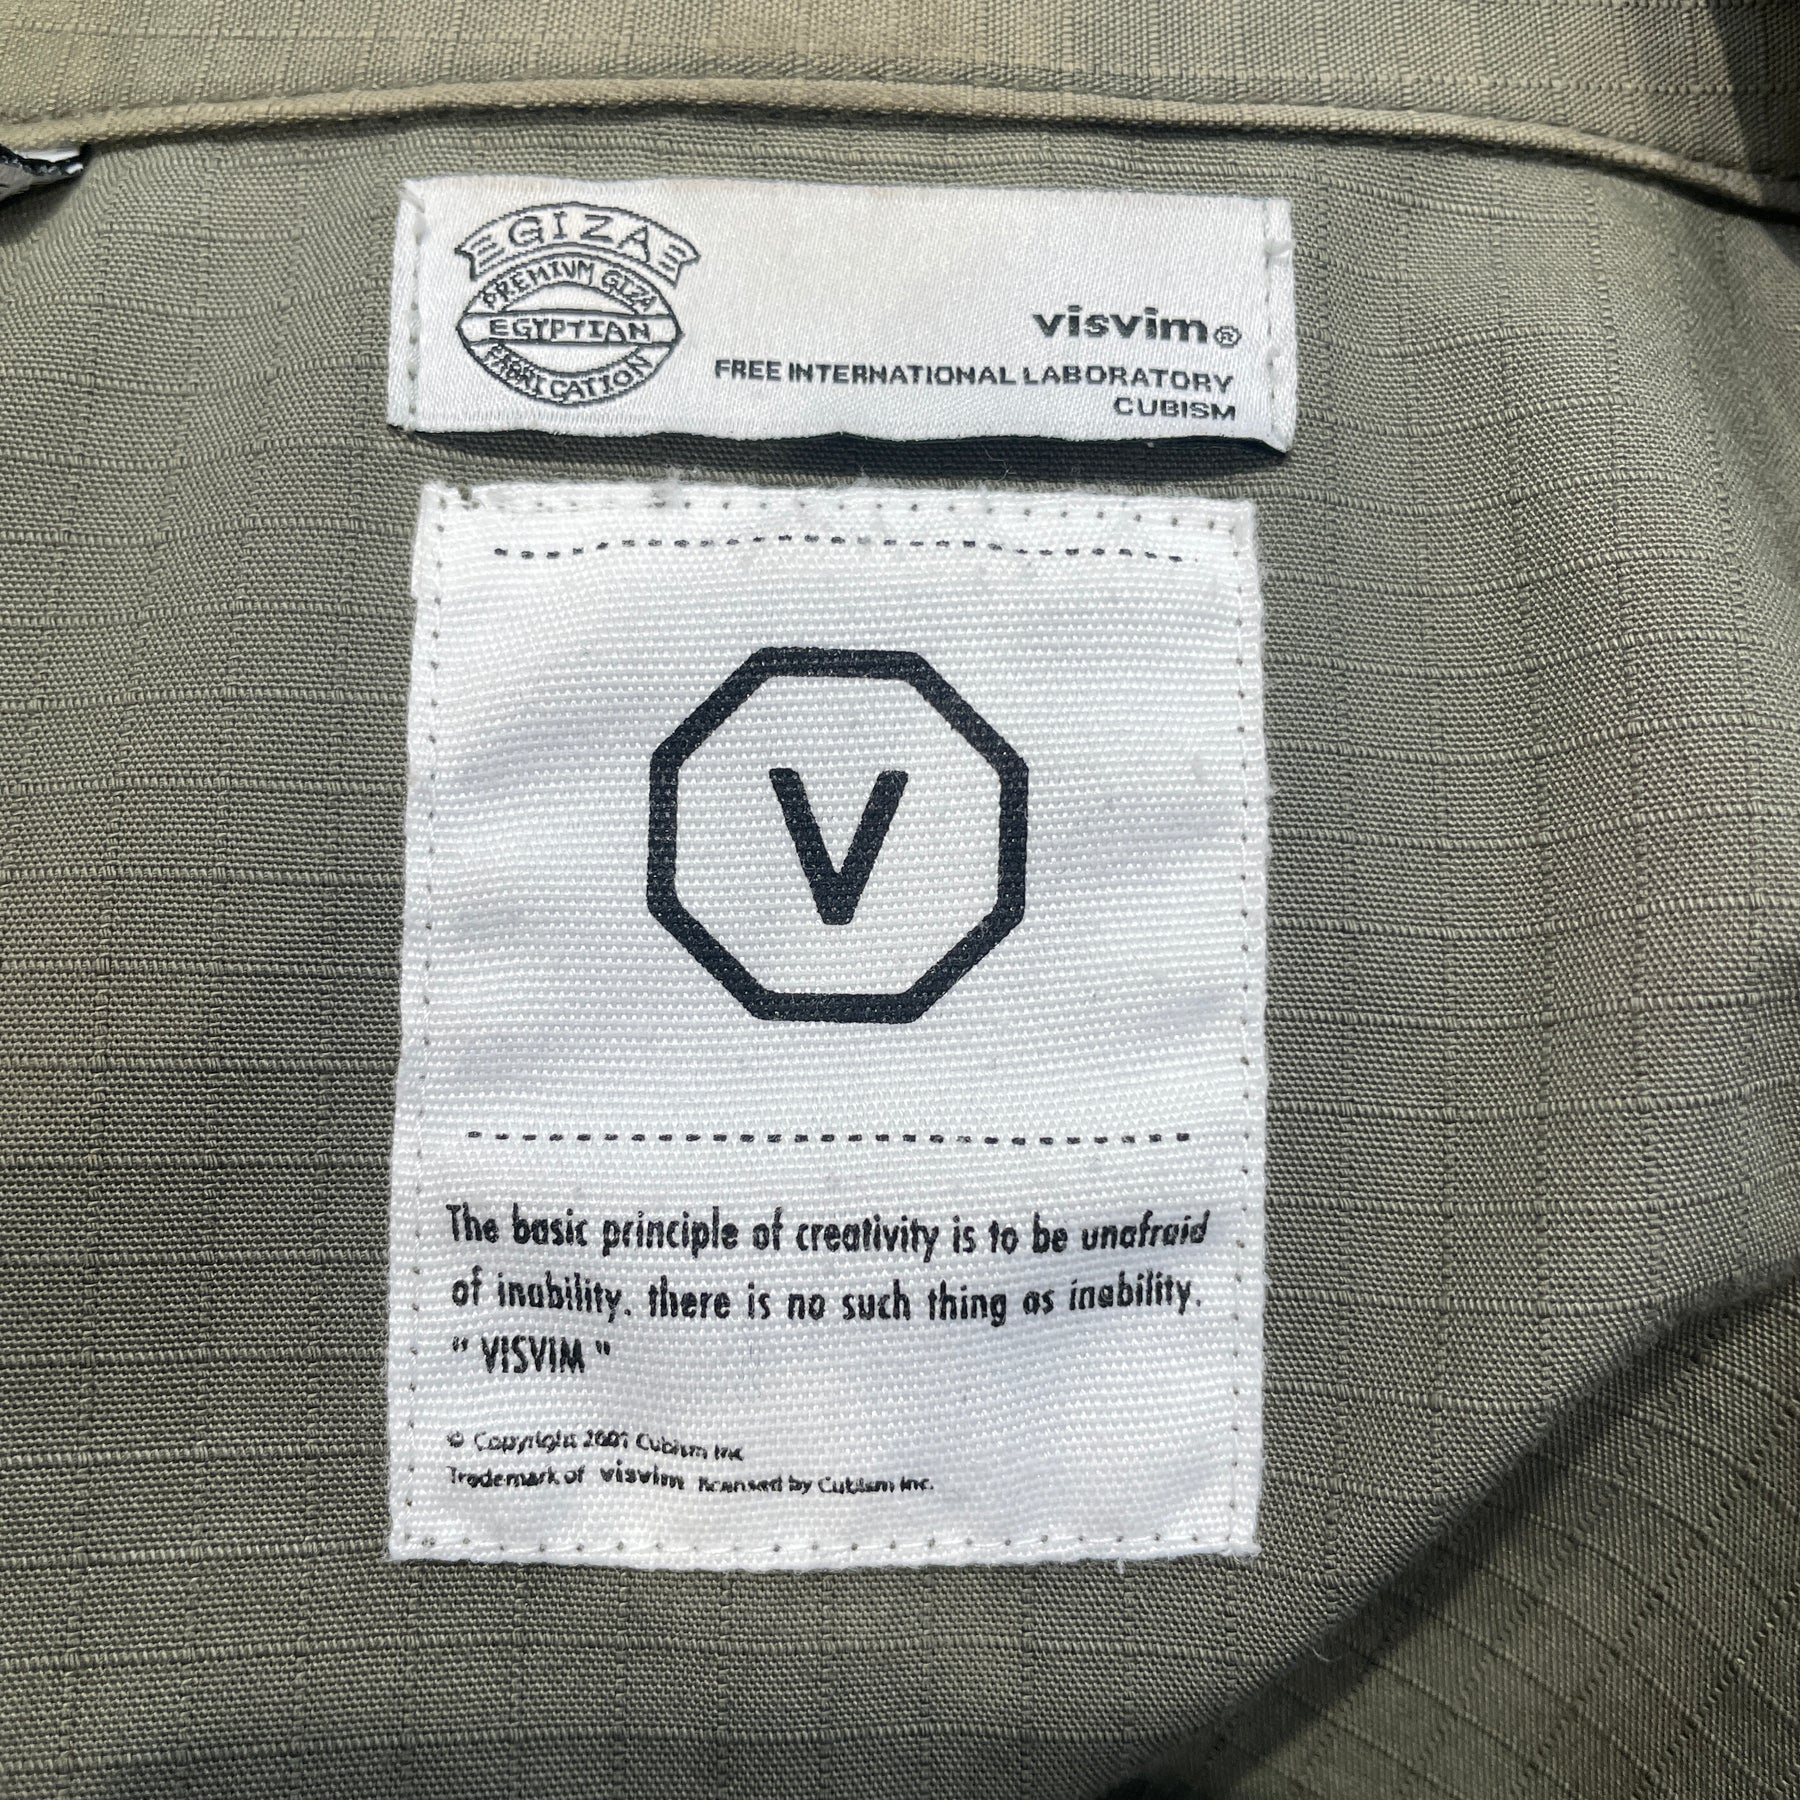 GIZA
PREMIUM GIZA
EGYPTIAN
FABRICATION
visvim®
FREE INTERNATIONAL LABORATORY
CUBISM
V
The basic principle of creativity is to be unafraid
of inability. there is no such thing as inability.
" VISVIM "
© Copyright 2007 Cubism Inc
Trademark of visvim licensed by Cubism Inc.